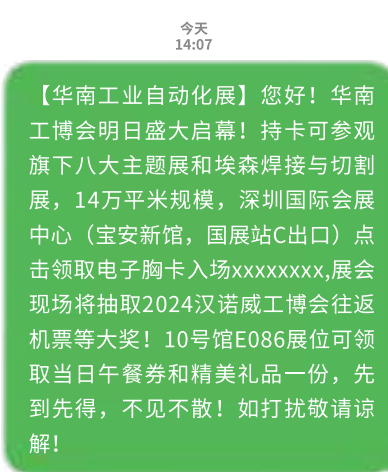 今天
14:07
【华南工业自动化展】您好！华南
工博会明日盛大启幕！持卡可参观
旗下八大主题展和埃森焊接与切割
展，14万平米规模，深圳国际会展
中心（宝安新馆，国展站C出口）点
击领取电子胸卡入场xxxxxxxx,展会
现场将抽取2024汉诺威工博会往返
机票等大奖！10号馆E086展位可领
取当日午餐券和精美礼品一份，先
到先得，不见不散！如打扰敬请谅
解！